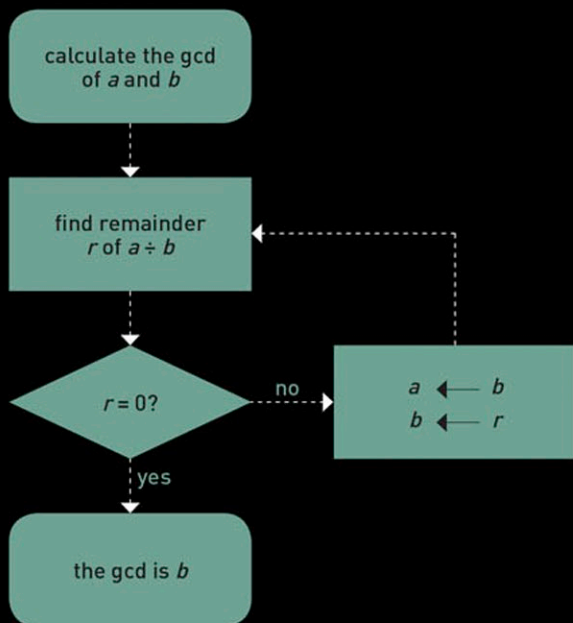 calculate the gcd
of a and b
find remainder
r of a ÷ b
r = 0?
no
a ← b
b ← r
yes
the gcd is b